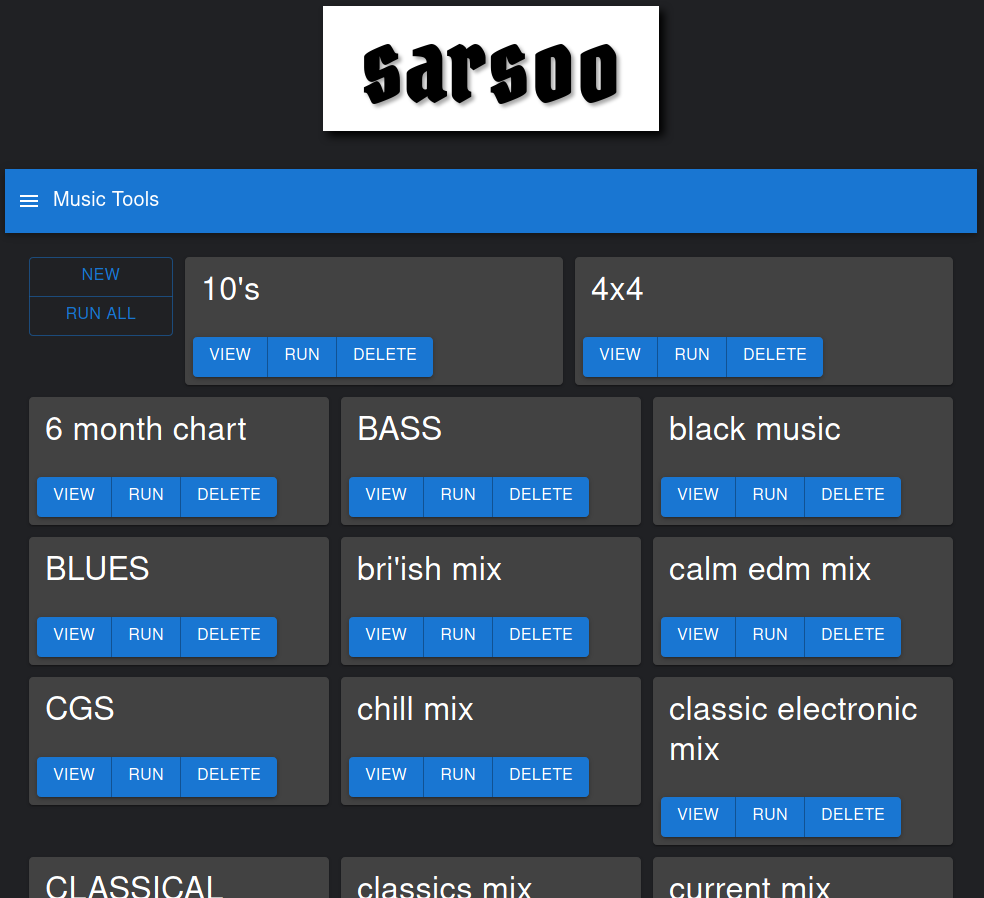 sarsoo
Music Tools
NEW
RUN ALL
10's
VIEW RUN DELETE
4x4
VIEW RUN DELETE
6 month chart
VIEW RUN DELETE
BASS
VIEW RUN DELETE
black music
VIEW RUN DELETE
BLUES
VIEW RUN DELETE
bri'ish mix
VIEW RUN DELETE
calm edm mix
VIEW RUN DELETE
CGS
VIEW RUN DELETE
chill mix
VIEW RUN DELETE
classic electronic
mix
VIEW RUN DELETE
CLASSICAL
classics mix
current mix